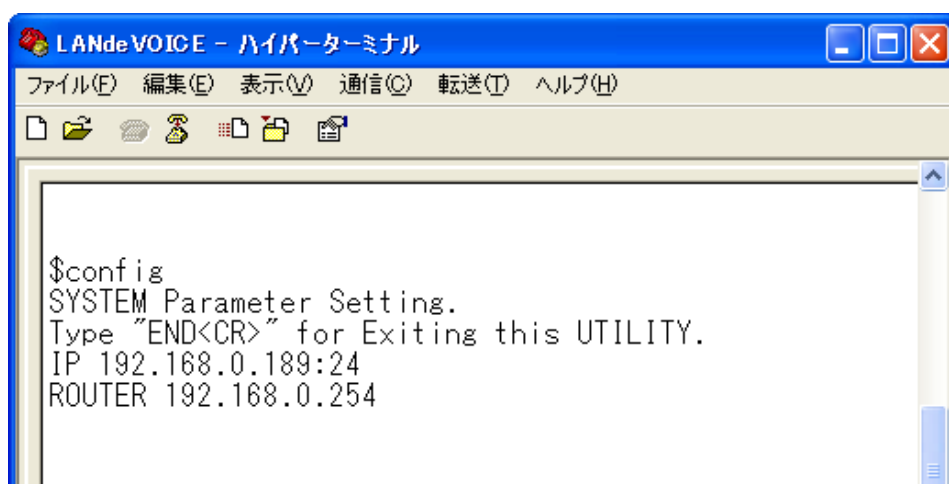 LANdeVOICE - ハイパーターミナル
ファイル(F) 編集(E) 表示(V) 通信(C) 転送(T) ヘルプ(H)
$config
SYSTEM Parameter Setting.
Type "END<CR>" for Exiting this UTILITY.
IP 192.168.0.189:24
ROUTER 192.168.0.254